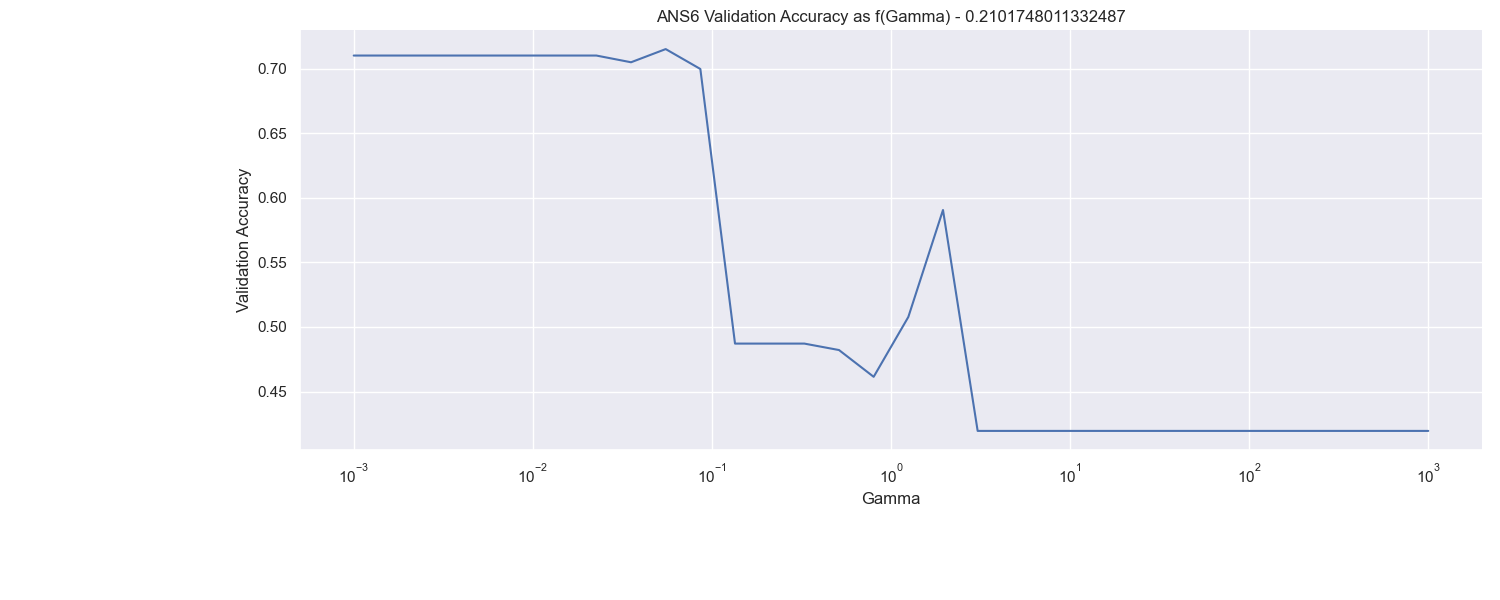 ANS6 Validation Accuracy as f(Gamma) - 0.2101748011332487
Validation Accuracy
0.70
0.65
0.60
0.55
0.50
0.45
10⁻³ 10⁻² 10⁻¹ 10⁰ 10¹ 10² 10³
Gamma